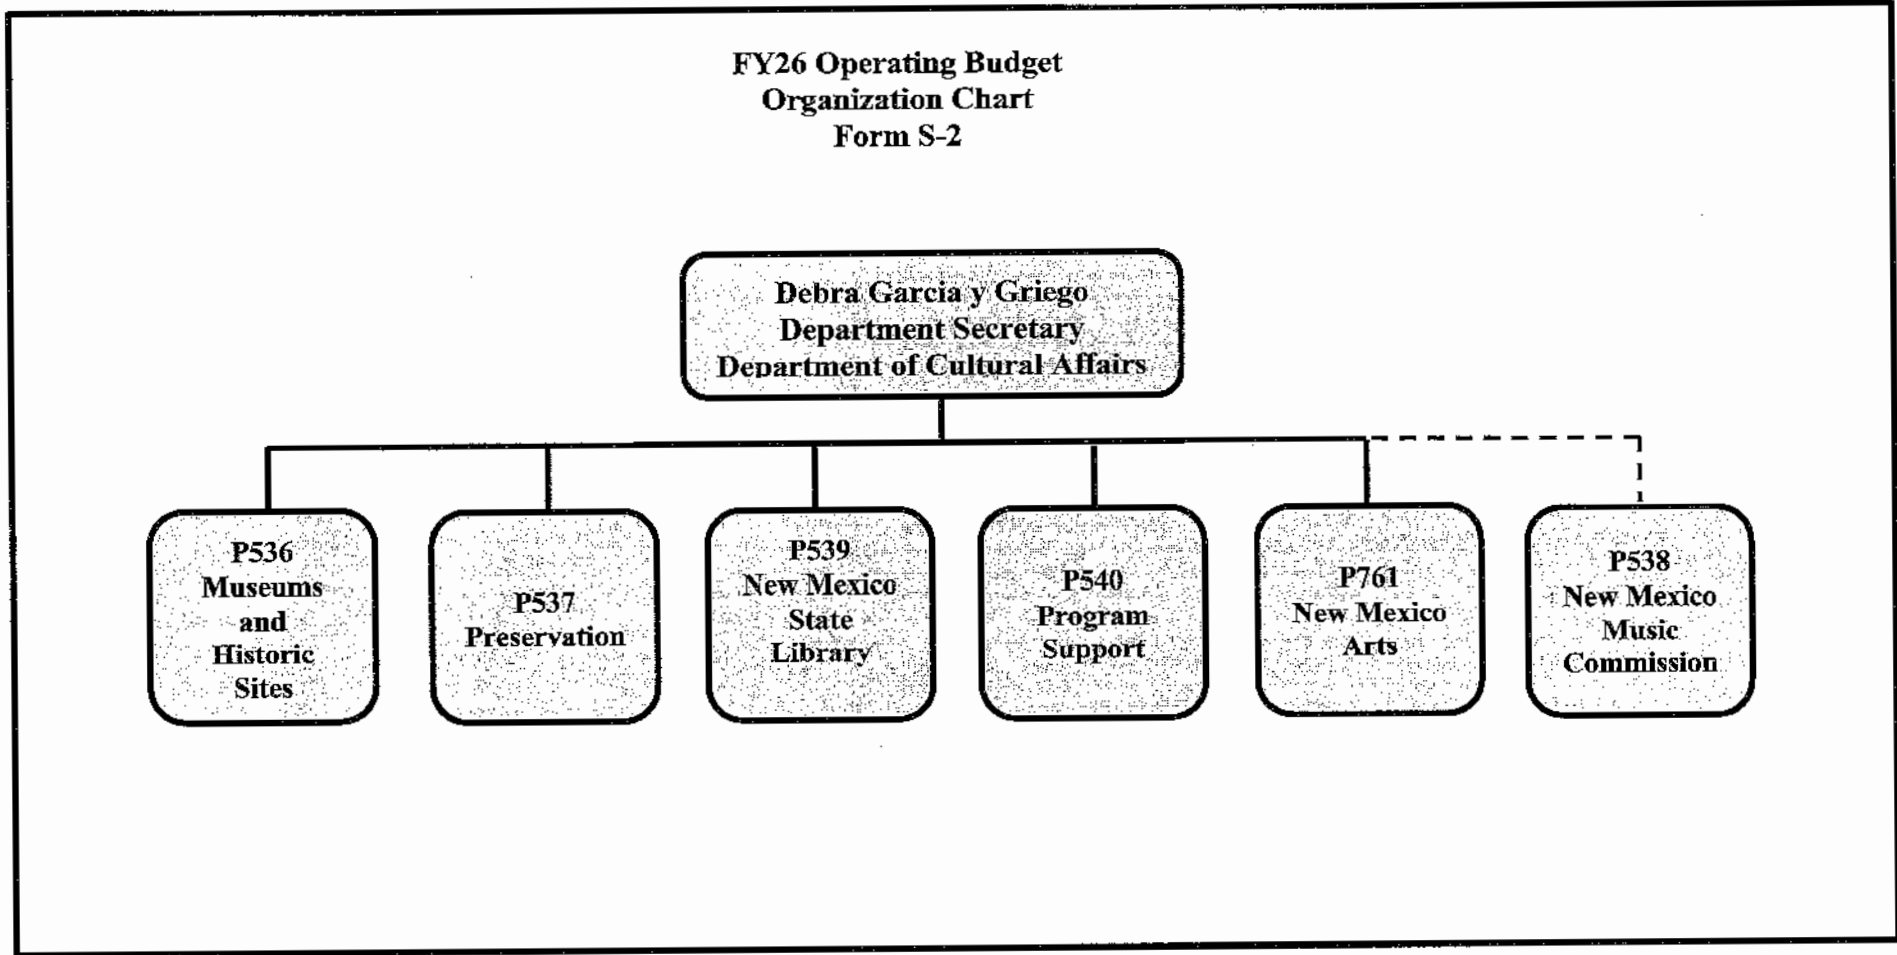 FY26 Operating Budget
Organization Chart
Form S-2
Debra Garcia y Griego
Department Secretary
Department of Cultural Affairs
P536
Museums
and
Historic
Sites
P537
Preservation
P539
New Mexico
State
Library
P540
Program
Support
P761
New Mexico
Arts
P538
New Mexico
Music
Commission